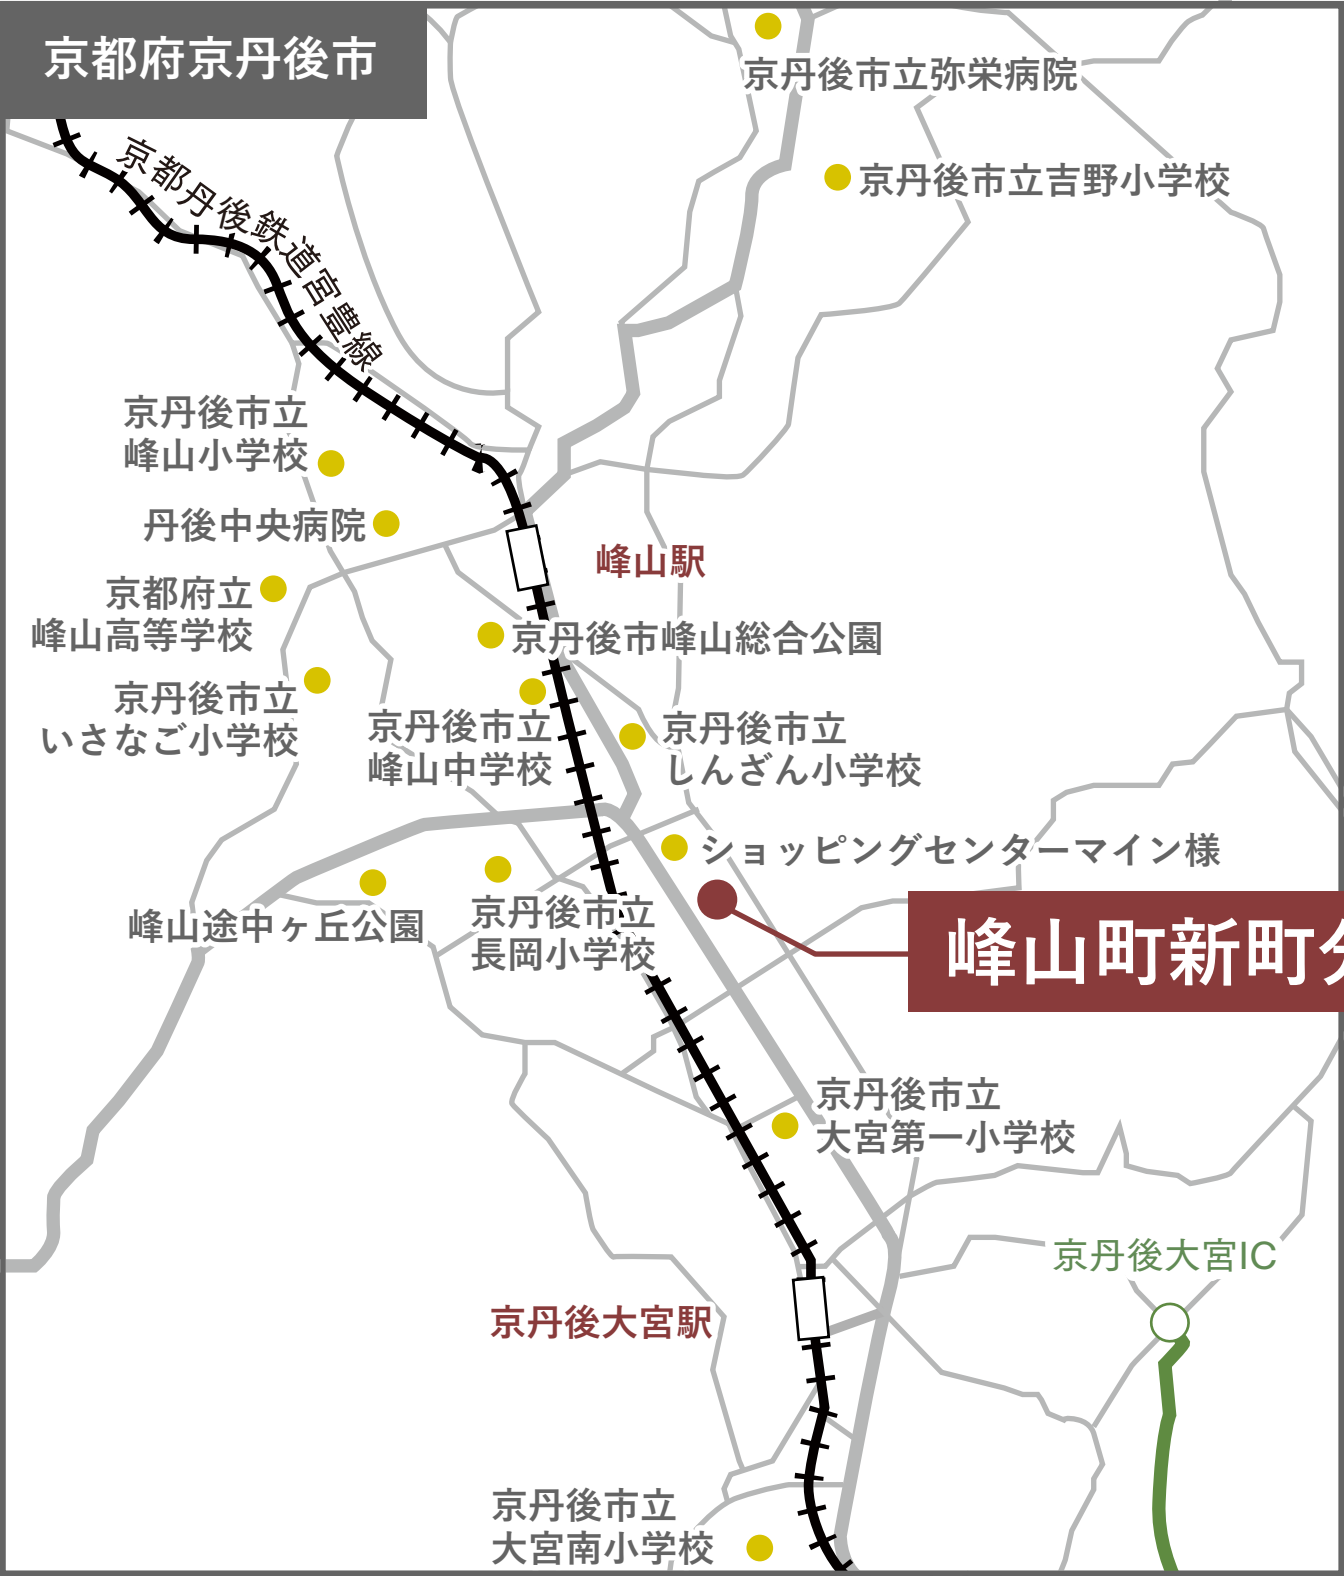 京都府京丹後市
京丹後市立弥栄病院
京都丹後鉄道宮豊線
京丹後市立吉野小学校
京丹後市立
峰山小学校
丹後中央病院
峰山駅
京都府立
峰山高等学校
京丹後市峰山総合公園
京丹後市立
いさなご小学校
京丹後市立
峰山中学校
京丹後市立
しんざん小学校
ショッピングセンターマイン様
峰山途中ヶ丘公園
京丹後市立
長岡小学校
峰山町新町分
京丹後市立
大宮第一小学校
京丹後大宮IC
京丹後大宮駅
京丹後市立
大宮南小学校